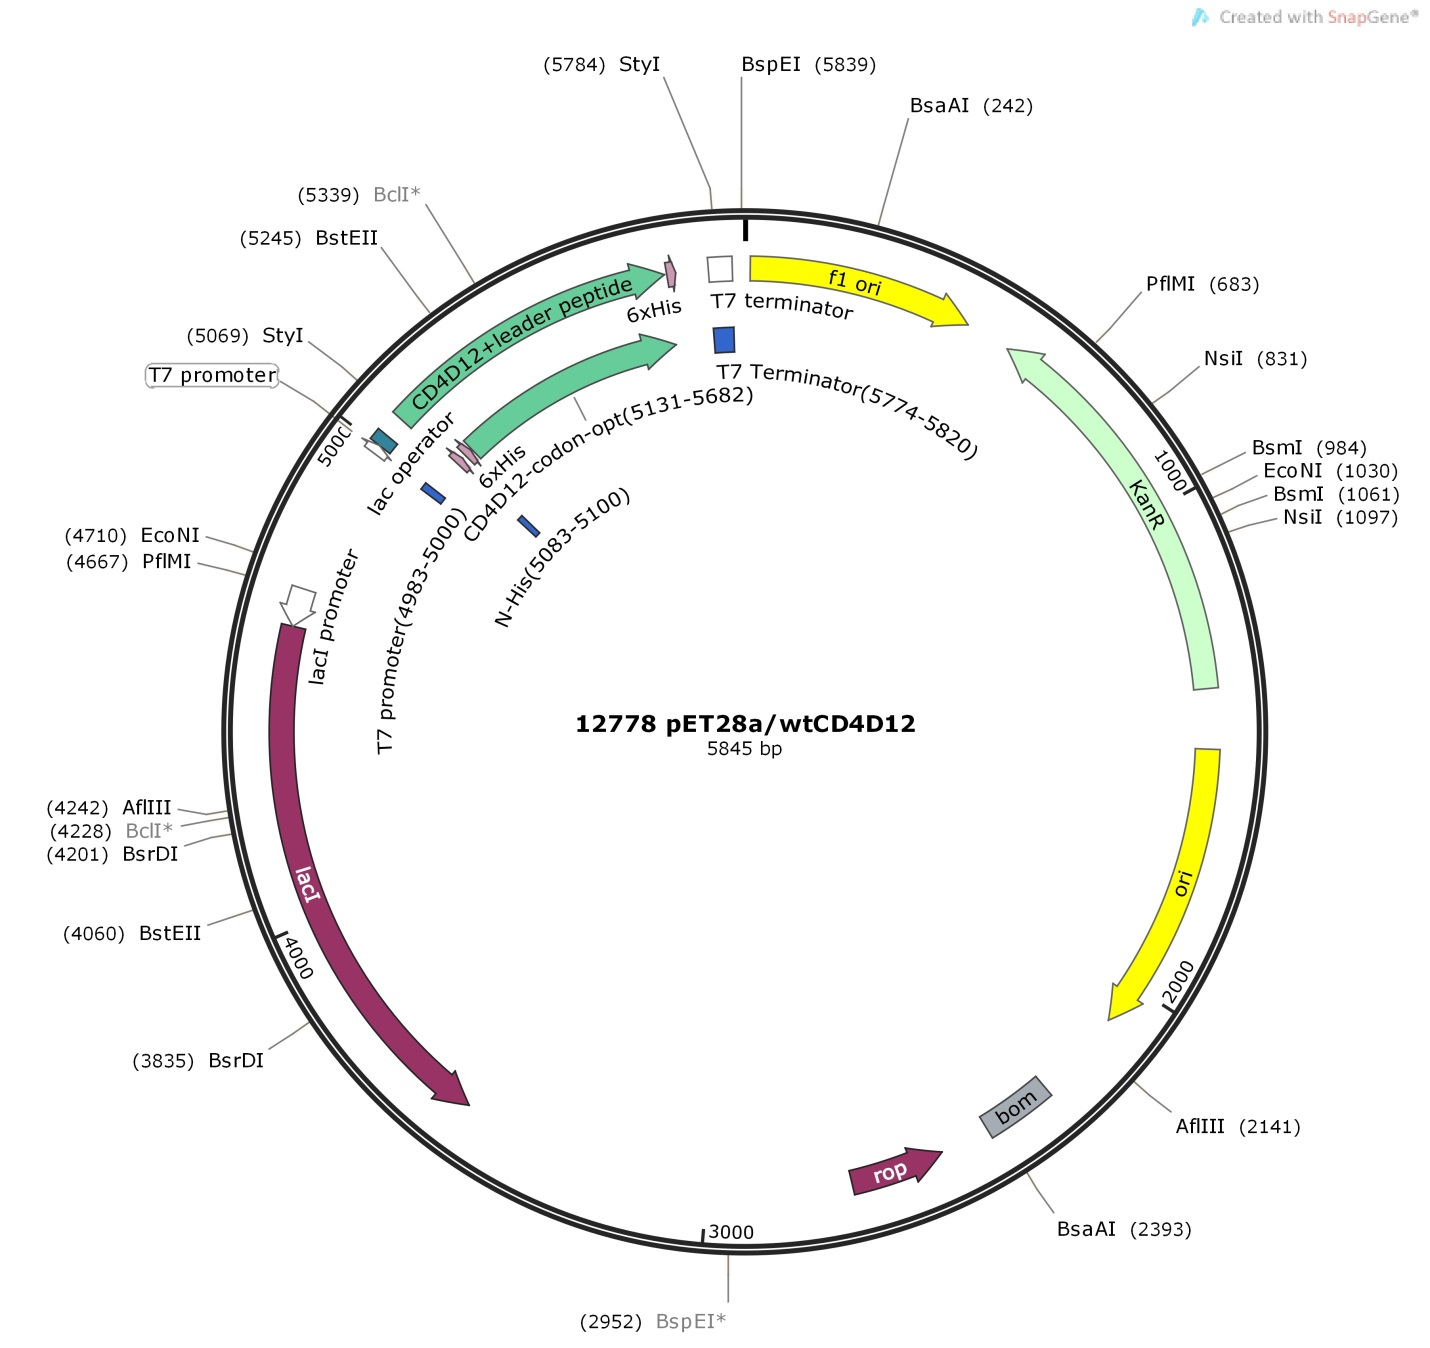 Created with SnapGene®
(5784) StyI
BspEI (5839)
BsaAI (242)
(5339) BclI*
(5245) BstEII
(5069) StyI
T7 promoter
PflMI (683)
NsiI (831)
BsmI (984)
EcoNI (1030)
BsmI (1061)
NsiI (1097)
(4710) EcoNI
(4667) PflMI
(4242) AflIII
(4228) BclI*
(4201) BsrDI
(4060) BstEII
(3835) BsrDI
AflIII (2141)
BsaAI (2393)
(2952) BspEI*
1000
2000
3000
4000
5000
f1 ori
KanR
ori
bom
rop
lacI
lacI promoter
lac operator
CD4D12+leader peptide
6xHis
T7 terminator
T7 Terminator(5774-5820)
6xHis
CD4D12-codon-opt(5131-5682)
T7 promoter(4983-5000)
N-His(5083-5100)
12778 pET28a/wtCD4D12
5845 bp